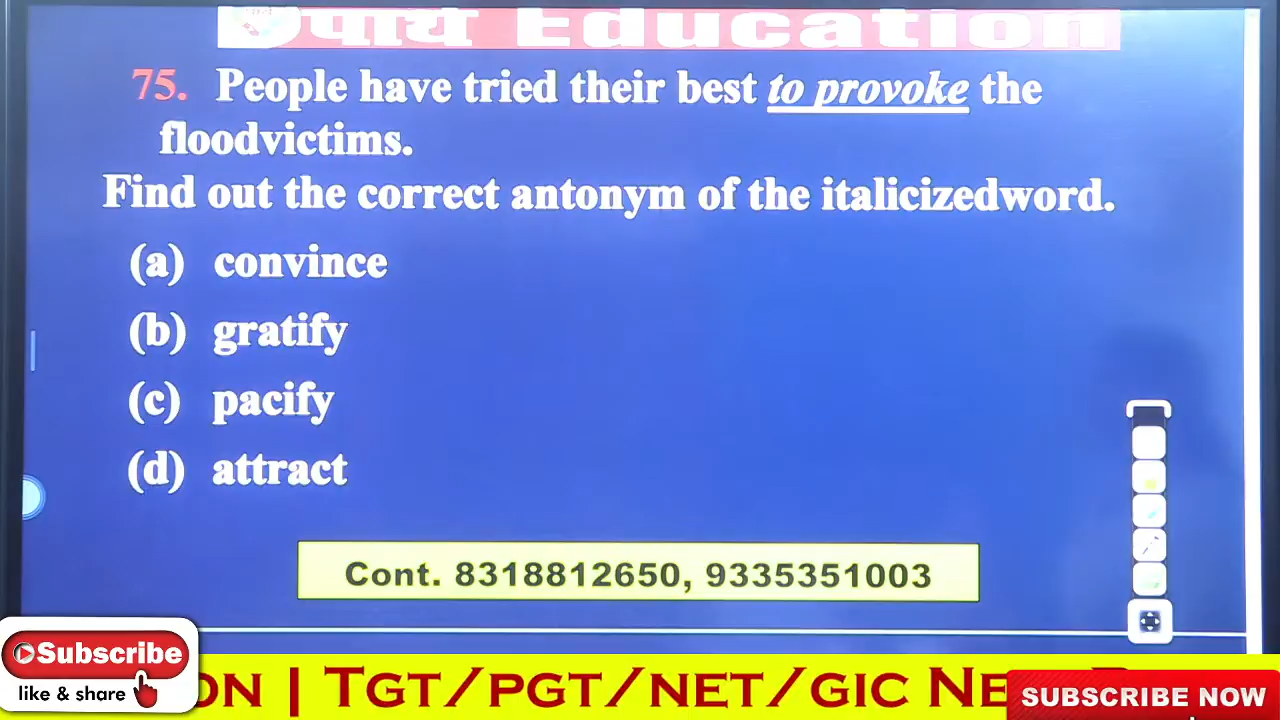 पाय Education
75. People have tried their best to provoke the
floodvictims.
Find out the correct antonym of the italicizedword.
(a) convince
(b) gratify
(c) pacify
(d) attract
Cont. 8318812650, 9335351003
Subscribe
like & share
ON | TGT/PGT/NET/GIC NE
SUBSCRIBE NOW